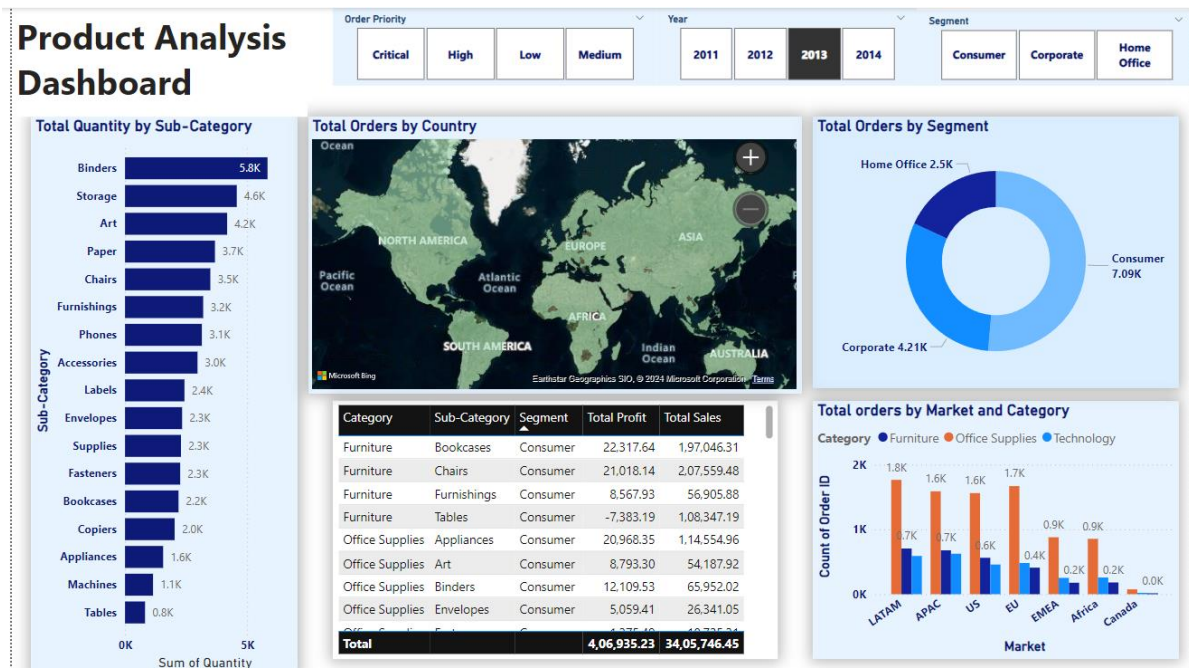 Product Analysis
Dashboard
Order Priority
Critical
High
Low
Medium
Year
2011
2012
2013
2014
Segment
Consumer
Corporate
Home
Office
Total Quantity by Sub-Category
Sub-Category
Binders 5.8K
Storage 4.6K
Art 4.2K
Paper 3.7K
Chairs 3.5K
Furnishings 3.2K
Phones 3.1K
Accessories 3.0K
Labels 2.4K
Envelopes 2.3K
Supplies 2.3K
Fasteners 2.3K
Bookcases 2.2K
Copiers 2.0K
Appliances 1.6K
Machines 1.1K
Tables 0.8K
0K 5K
Sum of Quantity
Total Orders by Country
Ocean
NORTH AMERICA
EUROPE
ASIA
Pacific
Ocean
Atlantic
Ocean
AFRICA
SOUTH AMERICA
Indian
Ocean
AUSTRALIA
Microsoft Bing
Earthstar Geographics SIO, © 2024 Microsoft Corporation Terms
Total Orders by Segment
Home Office 2.5K
Consumer
7.09K
Corporate 4.21K
Category Sub-Category Segment Total Profit Total Sales
Furniture Bookcases Consumer 22,317.64 1,97,046.31
Furniture Chairs Consumer 21,018.14 2,07,559.48
Furniture Furnishings Consumer 8,567.93 56,905.88
Furniture Tables Consumer -7,383.19 1,08,347.19
Office Supplies Appliances Consumer 20,968.35 1,14,554.96
Office Supplies Art Consumer 8,793.30 54,187.92
Office Supplies Binders Consumer 12,109.53 65,952.02
Office Supplies Envelopes Consumer 5,059.41 26,341.05
Total 4,06,935.23 34,05,746.45
Total orders by Market and Category
Category Furniture Office Supplies Technology
Count of Order ID
2K
1K
0K
1.8K
0.7K
1.6K
0.7K
1.6K
0.6K
1.7K
0.4K
0.9K
0.2K
0.9K
0.2K
0.0K
LATAM
APAC
US
EU
EMEA
Africa
Canada
Market